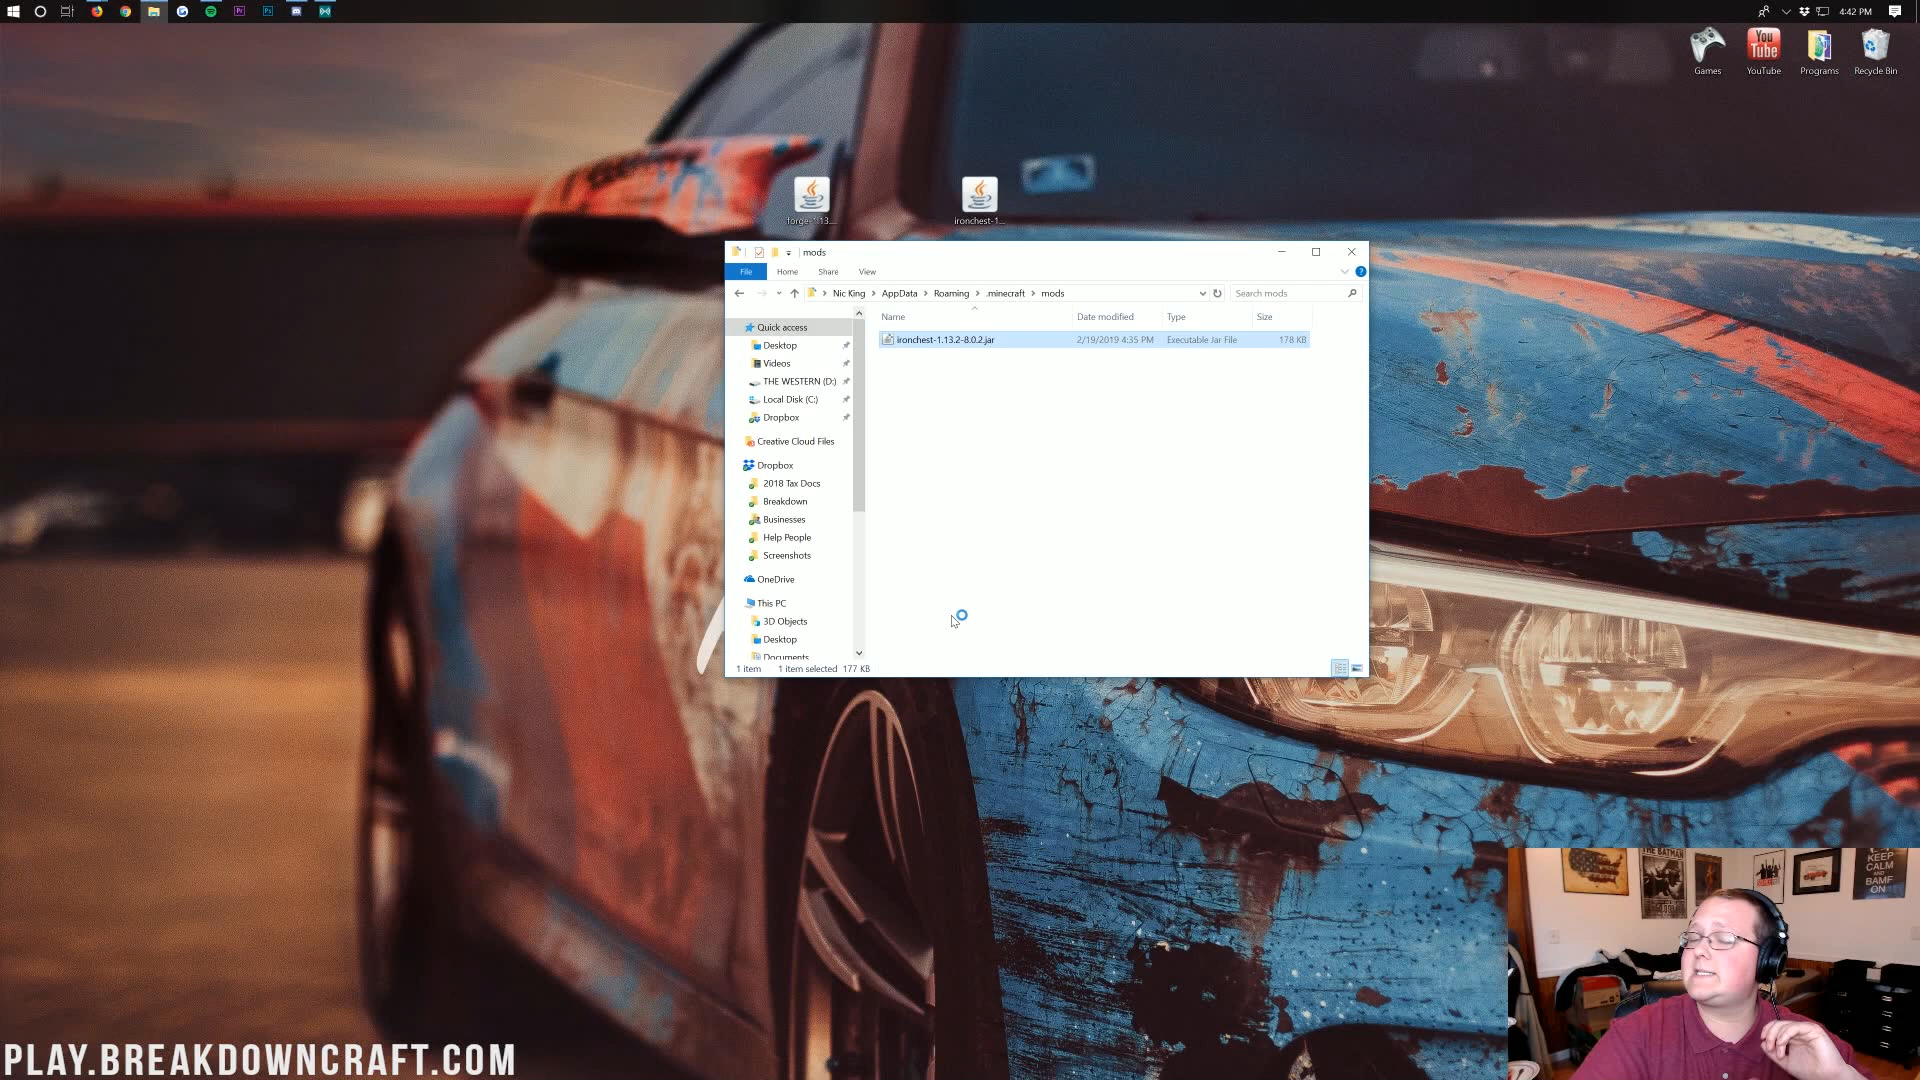 4:42 PM
Games
YouTube
Programs
Recycle Bin
You
Tube
forge-1.13....
ironchest-1...
mods
File
Home
Share
View
Nic King
AppData
Roaming
.minecraft
mods
Search mods
Name
Date modified
Type
Size
ironchest-1.13.2-8.0.2.jar
2/19/2019 4:35 PM
Executable Jar File
178 KB
Quick access
Desktop
Videos
THE WESTERN (D:)
Local Disk (C:)
Dropbox
Creative Cloud Files
Dropbox
2018 Tax Docs
Breakdown
Businesses
Help People
Screenshots
OneDrive
This PC
3D Objects
Desktop
Documents
1 item
1 item selected
177 KB
THE BATMAN
KEEP
CALM
AND
BAMF
ON
PLAY.BREAKDOWNCRAFT.COM